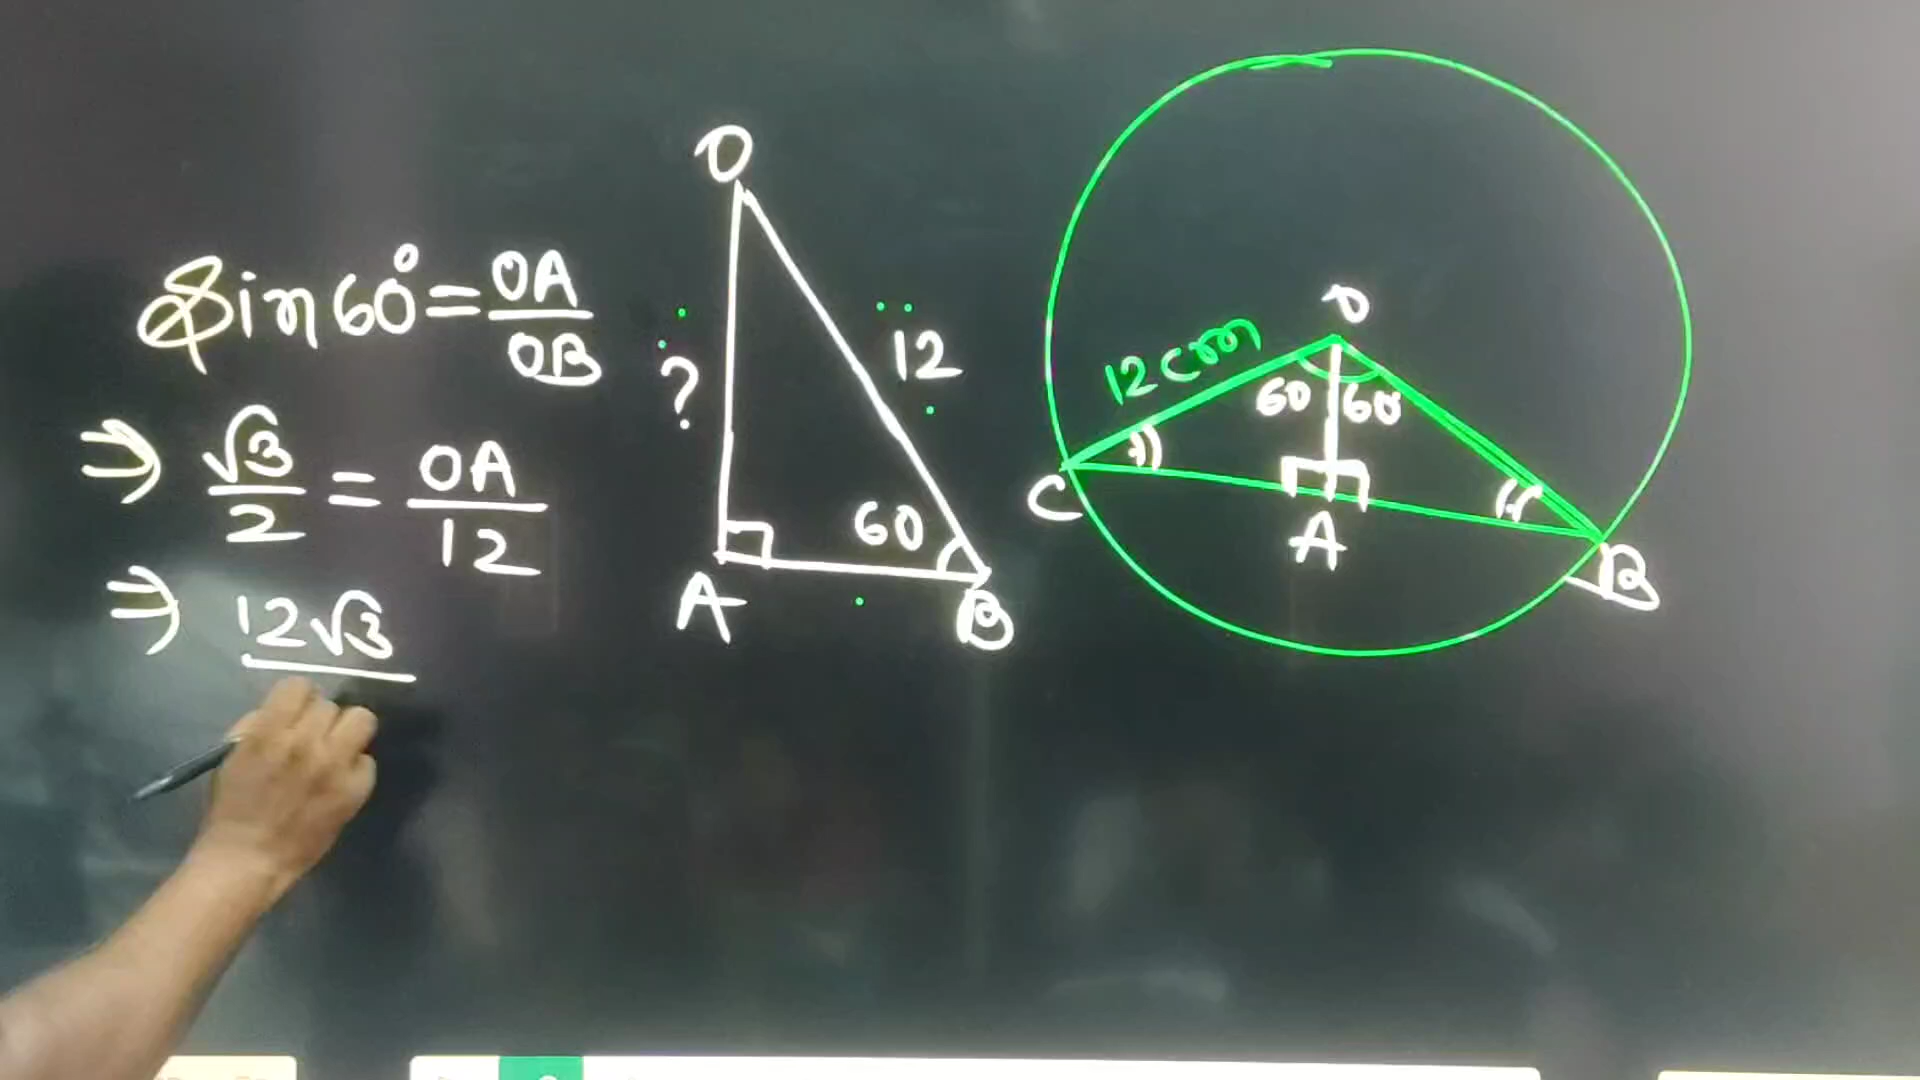 Sin60° = OA/OB
⇒ √3/2 = OA/12
⇒ 12√3
O
?
12
60
A
B
O
12cm
60
60
C
A
B